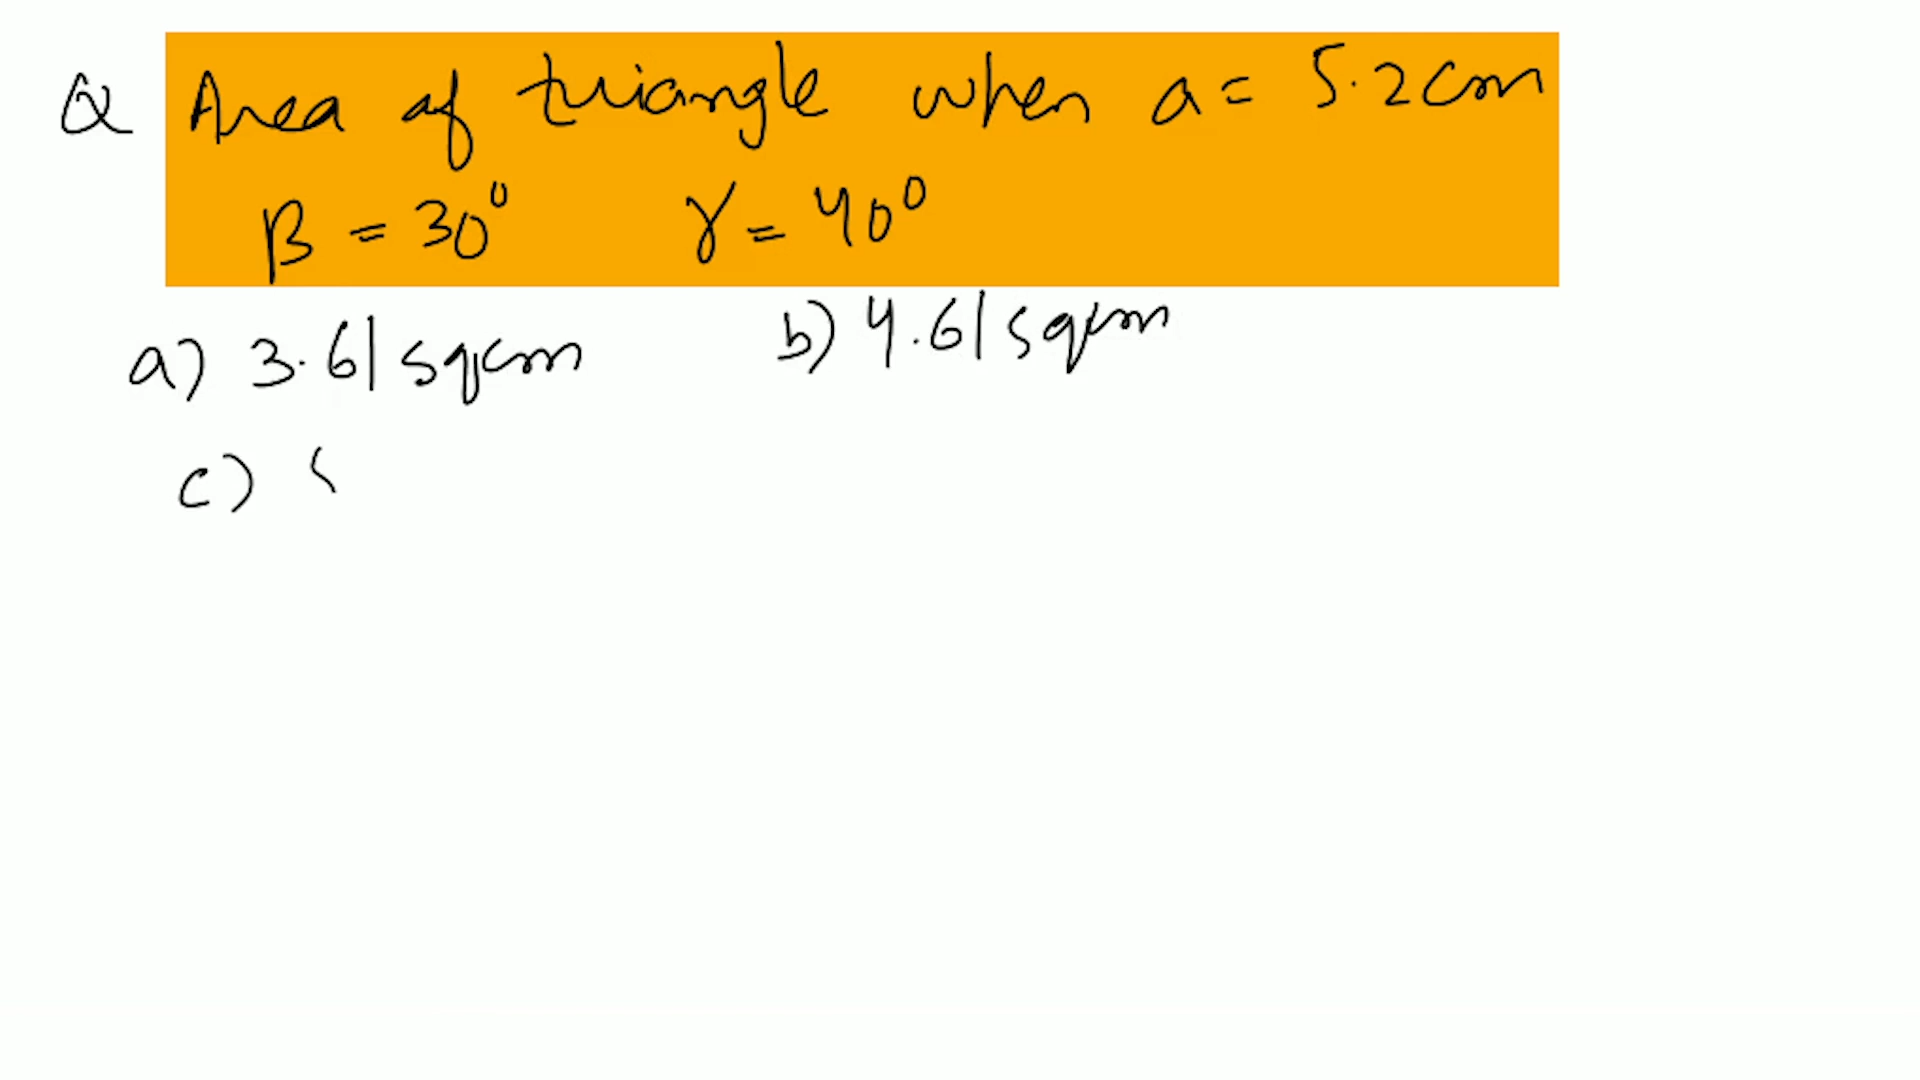 Q Area of triangle when a = 5.2cm
β = 30° γ = 40°
a) 3.61 sqcm b) 4.61 sqcm
c)